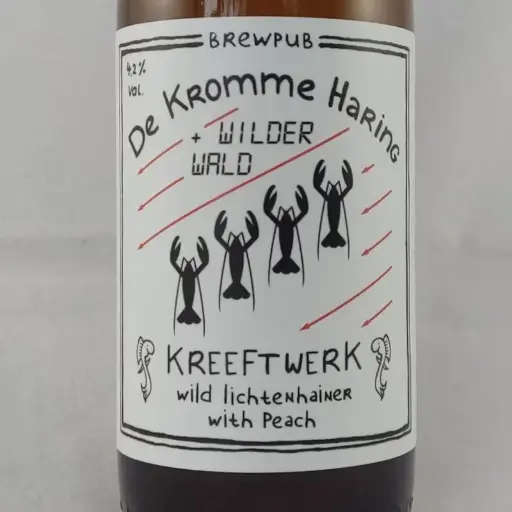 BREWPUB
4,2%
VOL.
De Kromme Haring
+ WILDER
WALD
KREEFTWERK
wild lichtenhainer
with Peach